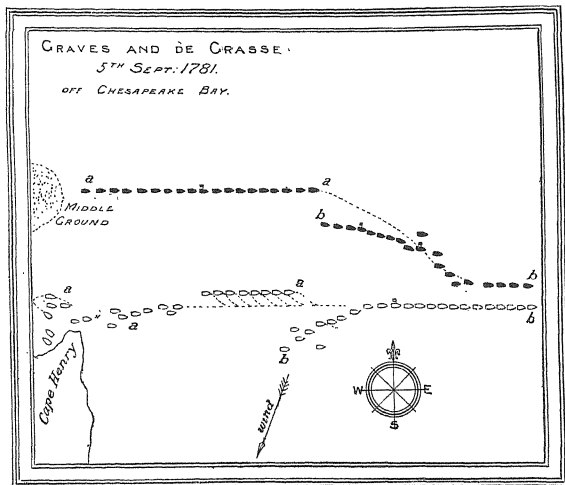 GRAVES AND DE GRASSE.
5TH SEPT: 1781.
OFF CHESAPEAKE BAY.
a
a
MIDDLE
GROUND
b
b
a
a
a
b
b
Cape Henry
wind
W
E
S